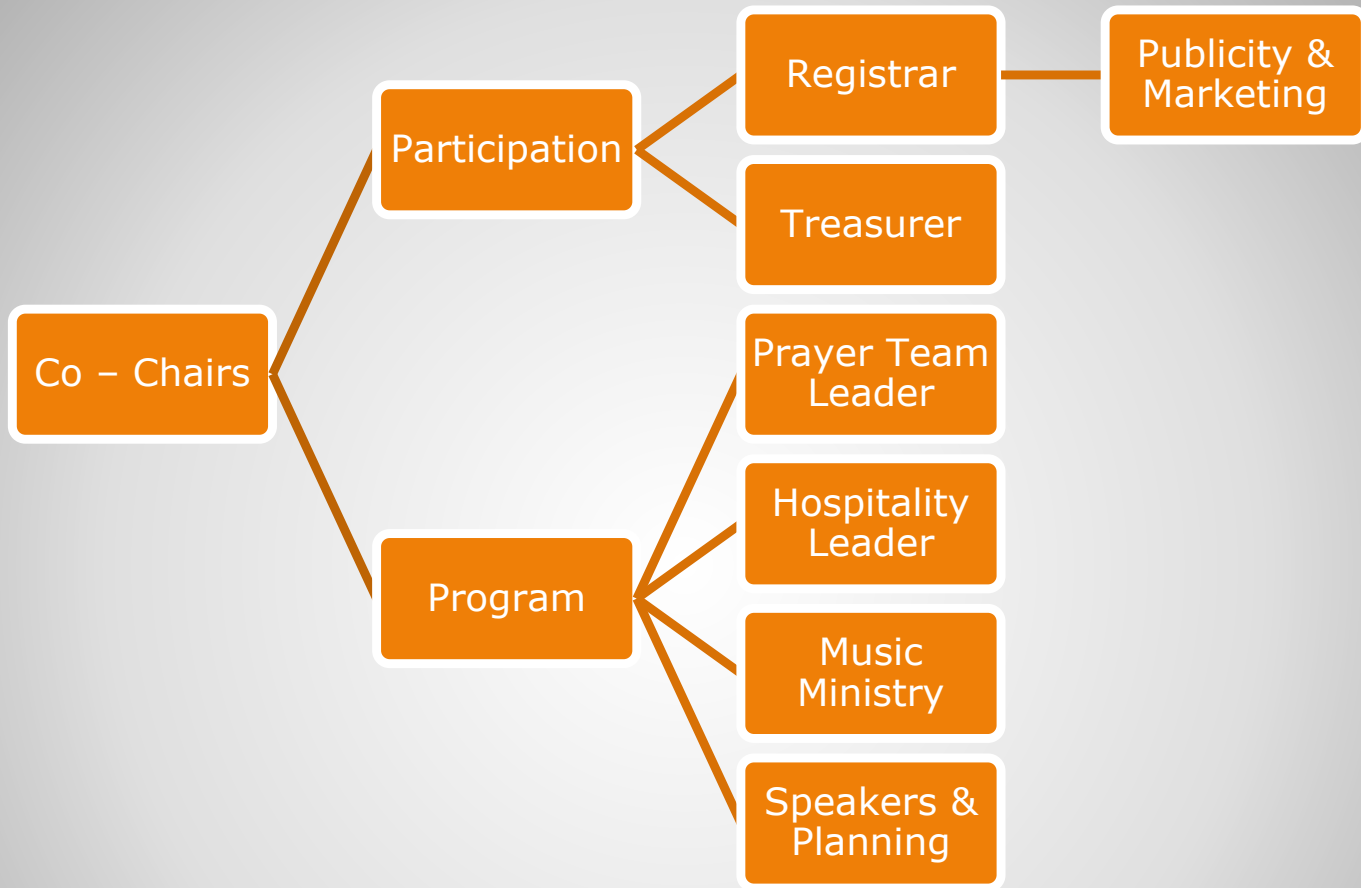 Co – Chairs
Participation
Registrar
Publicity &
Marketing
Treasurer
Program
Prayer Team
Leader
Hospitality
Leader
Music
Ministry
Speakers &
Planning